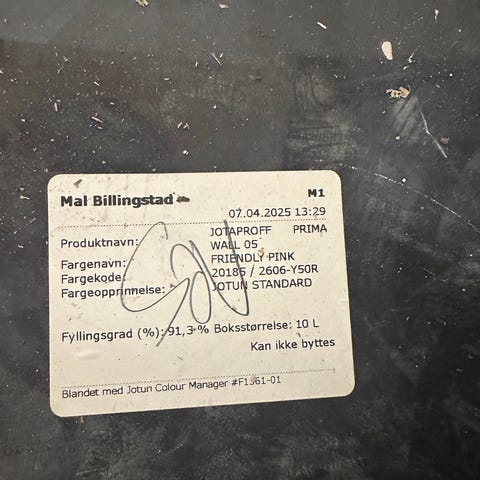 Mal Billingstad
M1
07.04.2025 13:29
Produktnavn: JOTAPROFF PRIMA
WALL 05
Fargenavn: FRIENDLY PINK
Fargekode: 20185 / 2606-Y50R
Fargeopprinnelse: JOTUN STANDARD
Fyllingsgrad (%): 91,3 % Boksstørrelse: 10 L
Kan ikke byttes
Blandet med Jotun Colour Manager #F1361-01